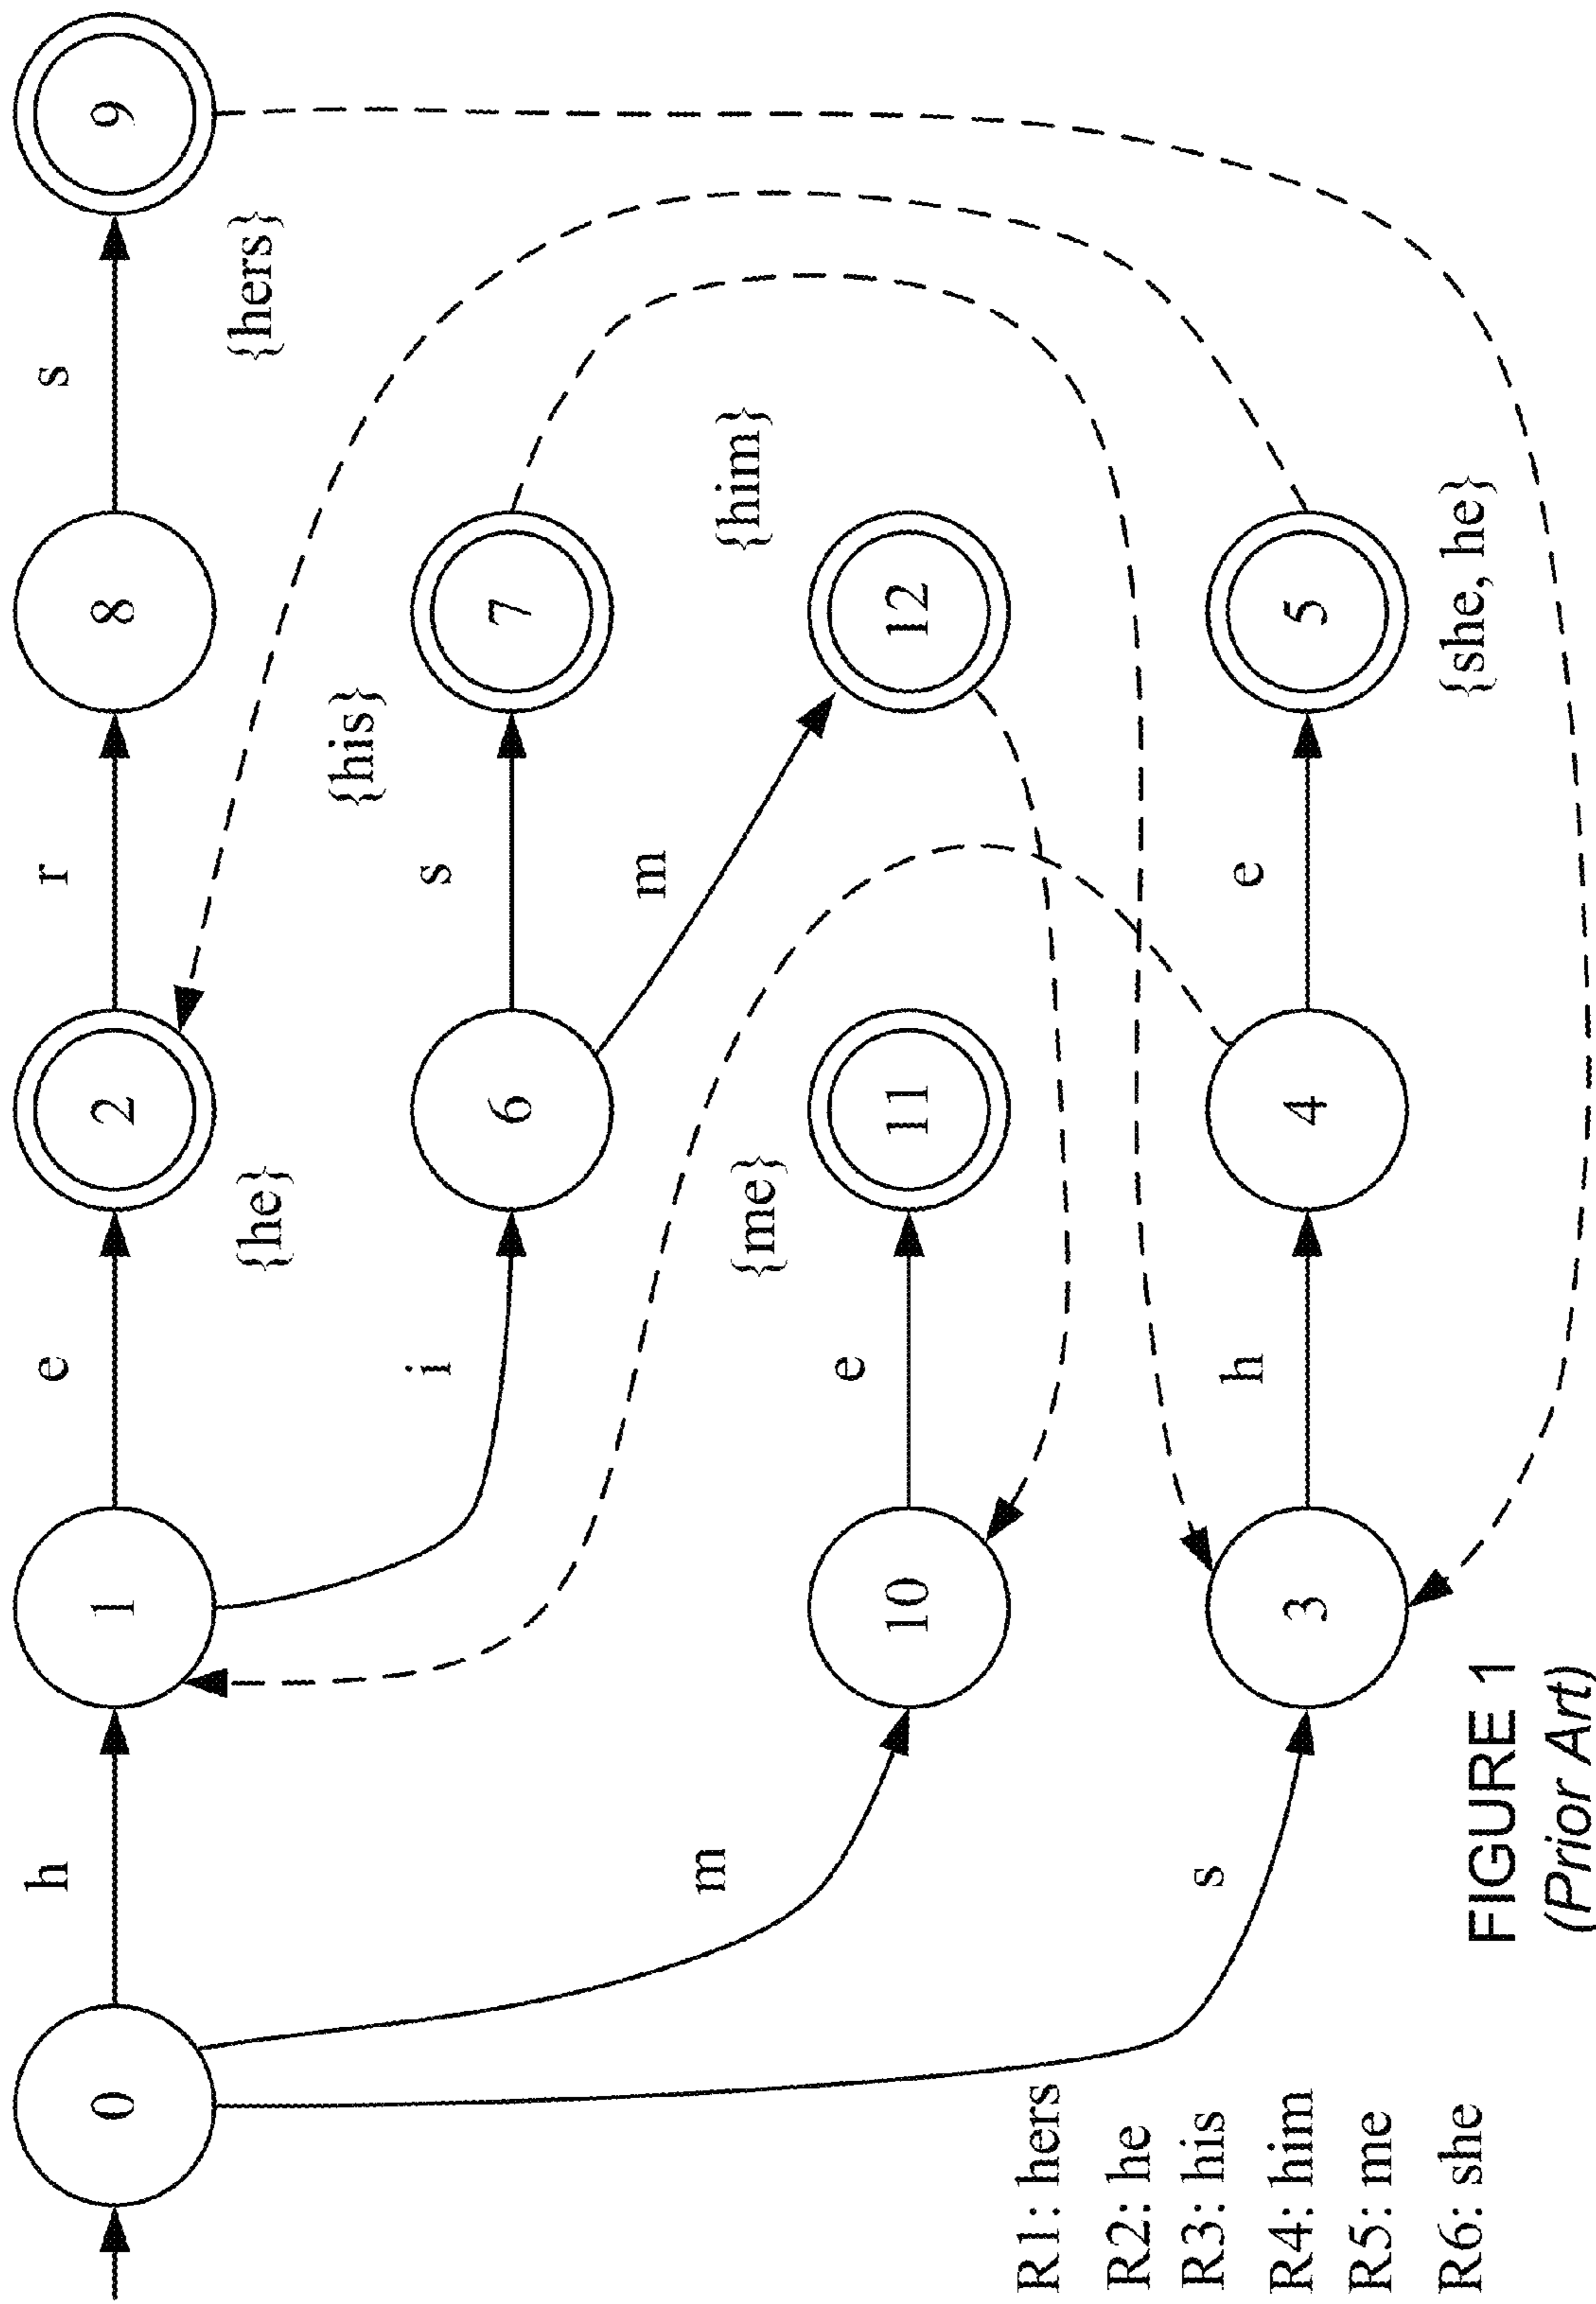 h
e
r
s
0
1
2
8
9
{he}
{hers}
i
s
{his}
6
7
m
m
e
{me}
{him}
10
11
12
s
h
e
3
4
5
{she, he}
R1: hers
R2: he
R3: his
R4: him
R5: me
R6: she
FIGURE 1
(Prior Art)